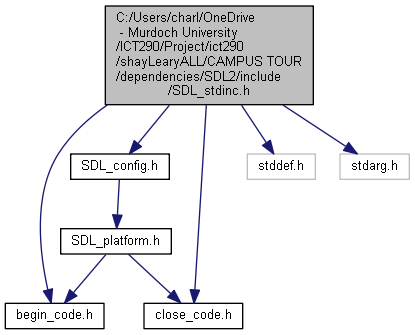 C:/Users/charl/OneDrive
- Murdoch University
/ICT290/Project/ict290
/shayLearyALL/CAMPUS TOUR
/dependencies/SDL2/include
/SDL_stdinc.h
SDL_config.h
stddef.h
stdarg.h
SDL_platform.h
begin_code.h
close_code.h